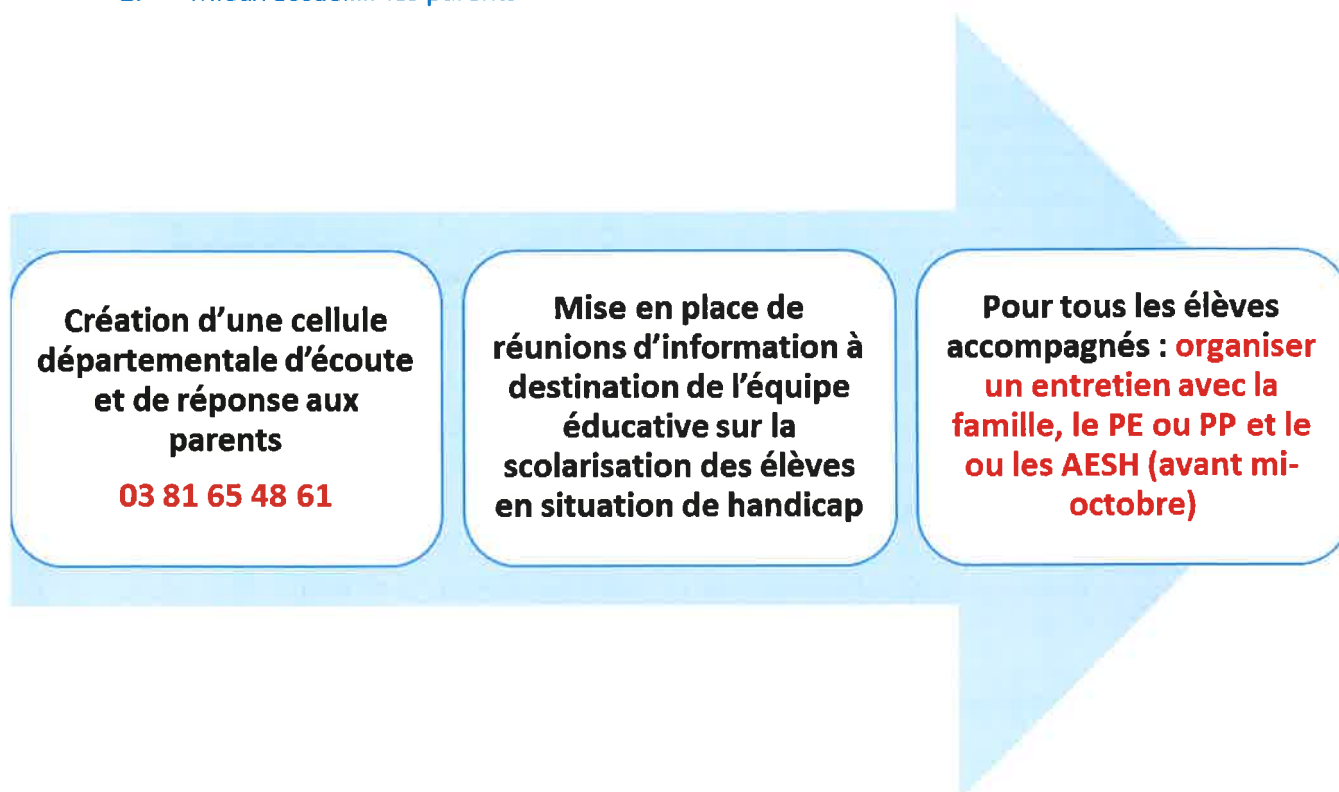 Création d'une cellule
départementale d'écoute
et de réponse aux
parents
03 81 65 48 61
Mise en place de
réunions d'information à
destination de l'équipe
éducative sur la
scolarisation des élèves
en situation de handicap
Pour tous les élèves
accompagnés : organiser
un entretien avec la
famille, le PE ou PP et le
ou les AESH (avant mi-
octobre)